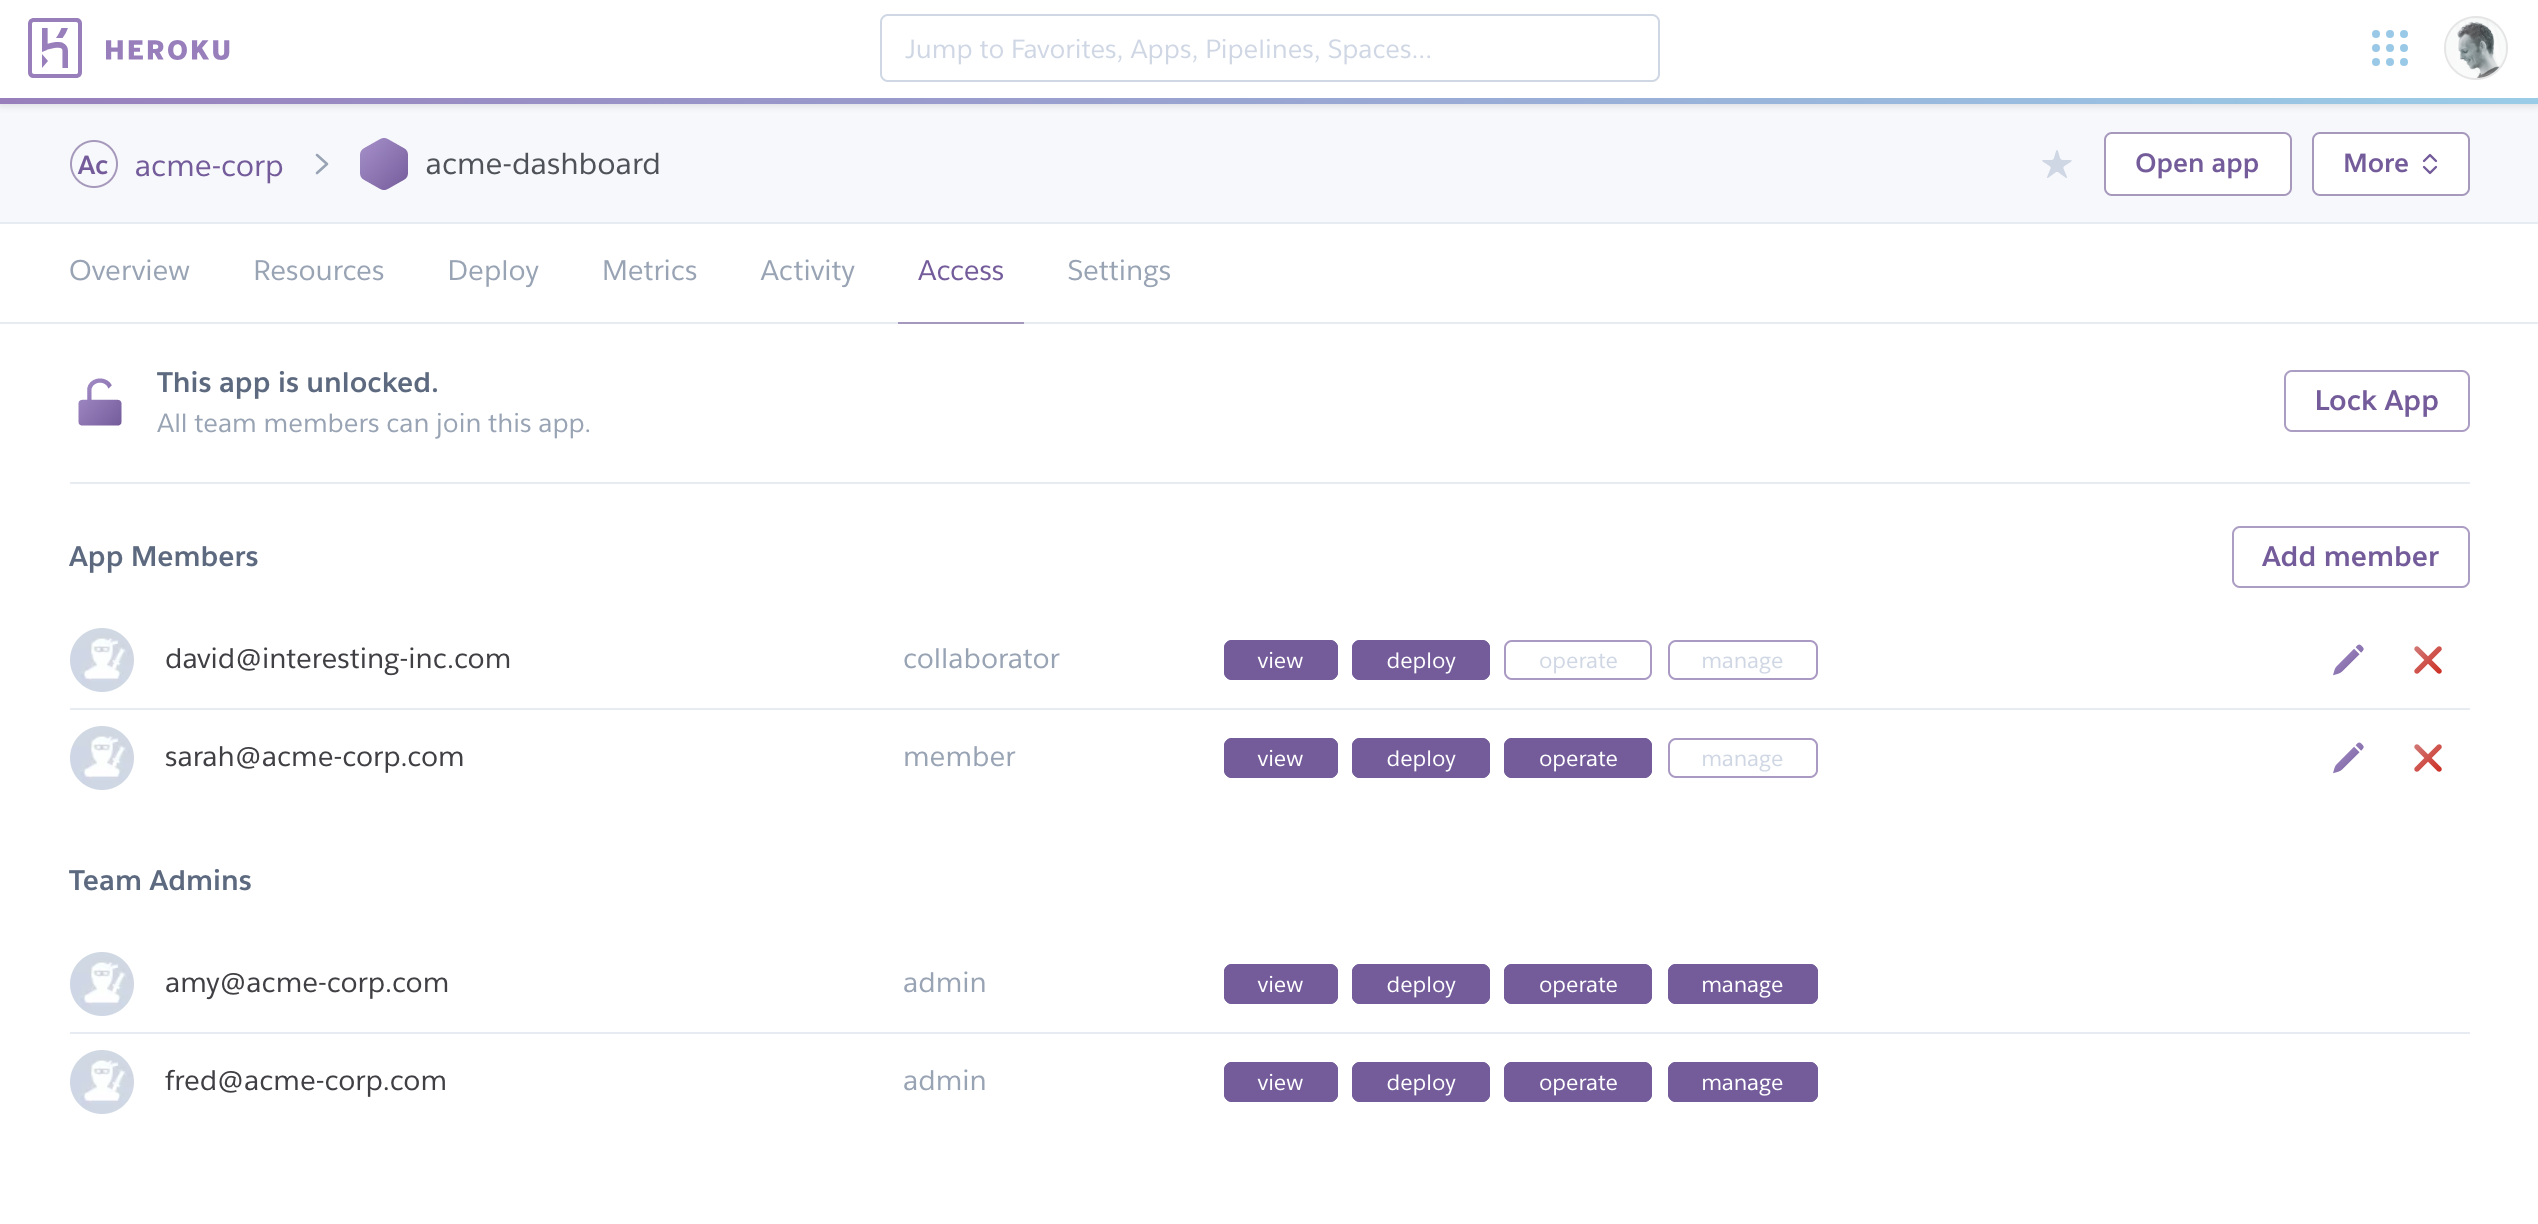 HEROKU
Jump to Favorites, Apps, Pipelines, Spaces...
Ac acme-corp acme-dashboard Open app More
Overview Resources Deploy Metrics Activity Access Settings
This app is unlocked.
All team members can join this app.
Lock App
App Members Add member
david@interesting-inc.com collaborator view deploy operate manage
sarah@acme-corp.com member view deploy operate manage
Team Admins
amy@acme-corp.com admin view deploy operate manage
fred@acme-corp.com admin view deploy operate manage